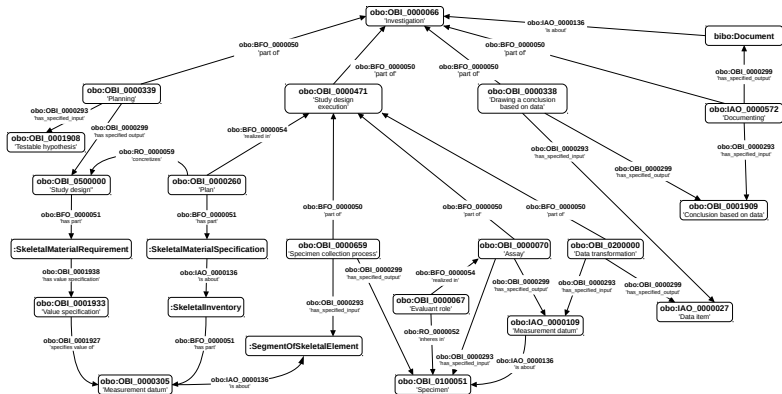 obo:OBI_0000066
'Investigation'
obo:IAO_0000136
'is about'
bibo:Document
obo:BFO_0000050
'part of'
obo:BFO_0000050
'part of'
obo:BFO_0000050
'part of'
obo:BFO_0000050
'part of'
obo:OBI_0000299
'has_specified_output'
obo:OBI_0000339
'Planning'
obo:OBI_0000471
'Study design
execution'
obo:OBI_0000338
'Drawing a conclusion
based on data'
obo:IAO_0000572
'Documenting'
obo:OBI_0000293
'has_specified_input'
obo:OBI_0000299
'has_specified output'
obo:BFO_0000054
'realized in'
obo:OBI_0001908
'Testable hypothesis'
obo:OBI_0000293
'has_specified_input'
obo:OBI_0000293
'has_specified_input'
obo:RO_0000059
'concretizes'
obo:OBI_0000299
'has_specified_output'
obo:OBI_0500000
'Study design'
obo:OBI_0000260
'Plan'
obo:OBI_0001909
'Conclusion based on data'
obo:BFO_0000051
'has part'
obo:BFO_0000051
'has part'
obo:BFO_0000050
'part of'
obo:BFO_0000050
'part of'
obo:BFO_0000050
'part of'
:SkeletalMaterialRequirement
:SkeletalMaterialSpecification
obo:OBI_0000659
'Specimen collection process'
obo:OBI_0000070
'Assay'
obo:OBI_0200000
'Data transformation'
obo:OBI_0001938
'has value specification'
obo:IAO_0000136
'is about'
obo:OBI_0000299
'has_specified_output'
obo:BFO_0000054
'realized in'
obo:OBI_0000299
'has_specified_output'
obo:OBI_0000293
'has_specified_input'
obo:OBI_0000299
'has_specified_output'
obo:OBI_0001933
'Value specification'
:SkeletalInventory
obo:OBI_0000293
'has_specified_input'
obo:OBI_0000067
'Evaluant role'
obo:IAO_0000109
'Measurement datum'
obo:IAO_0000027
'Data item'
obo:OBI_0001927
'specifies value of'
obo:BFO_0000051
'has part'
:SegmentOfSkeletalElement
obo:RO_0000052
'inheres in'
obo:OBI_0000293
'has_specified_input'
obo:IAO_0000136
'is about'
obo:OBI_0000305
'Measurement datum'
obo:IAO_0000136
'is about'
obo:OBI_0100051
'Specimen'